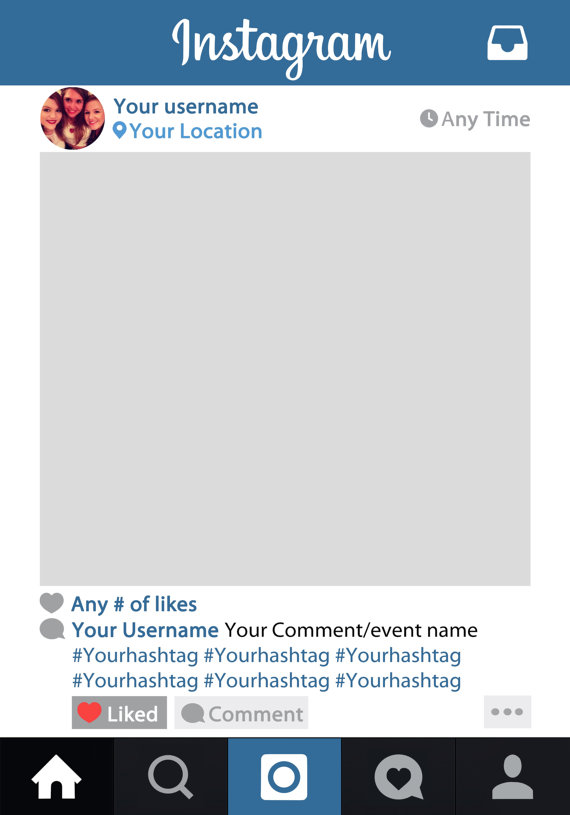 Instagram
Your username
Your Location
Any Time
Any # of likes
Your Username Your Comment/event name
#Yourhashtag #Yourhashtag #Yourhashtag
#Yourhashtag #Yourhashtag #Yourhashtag
Liked Comment